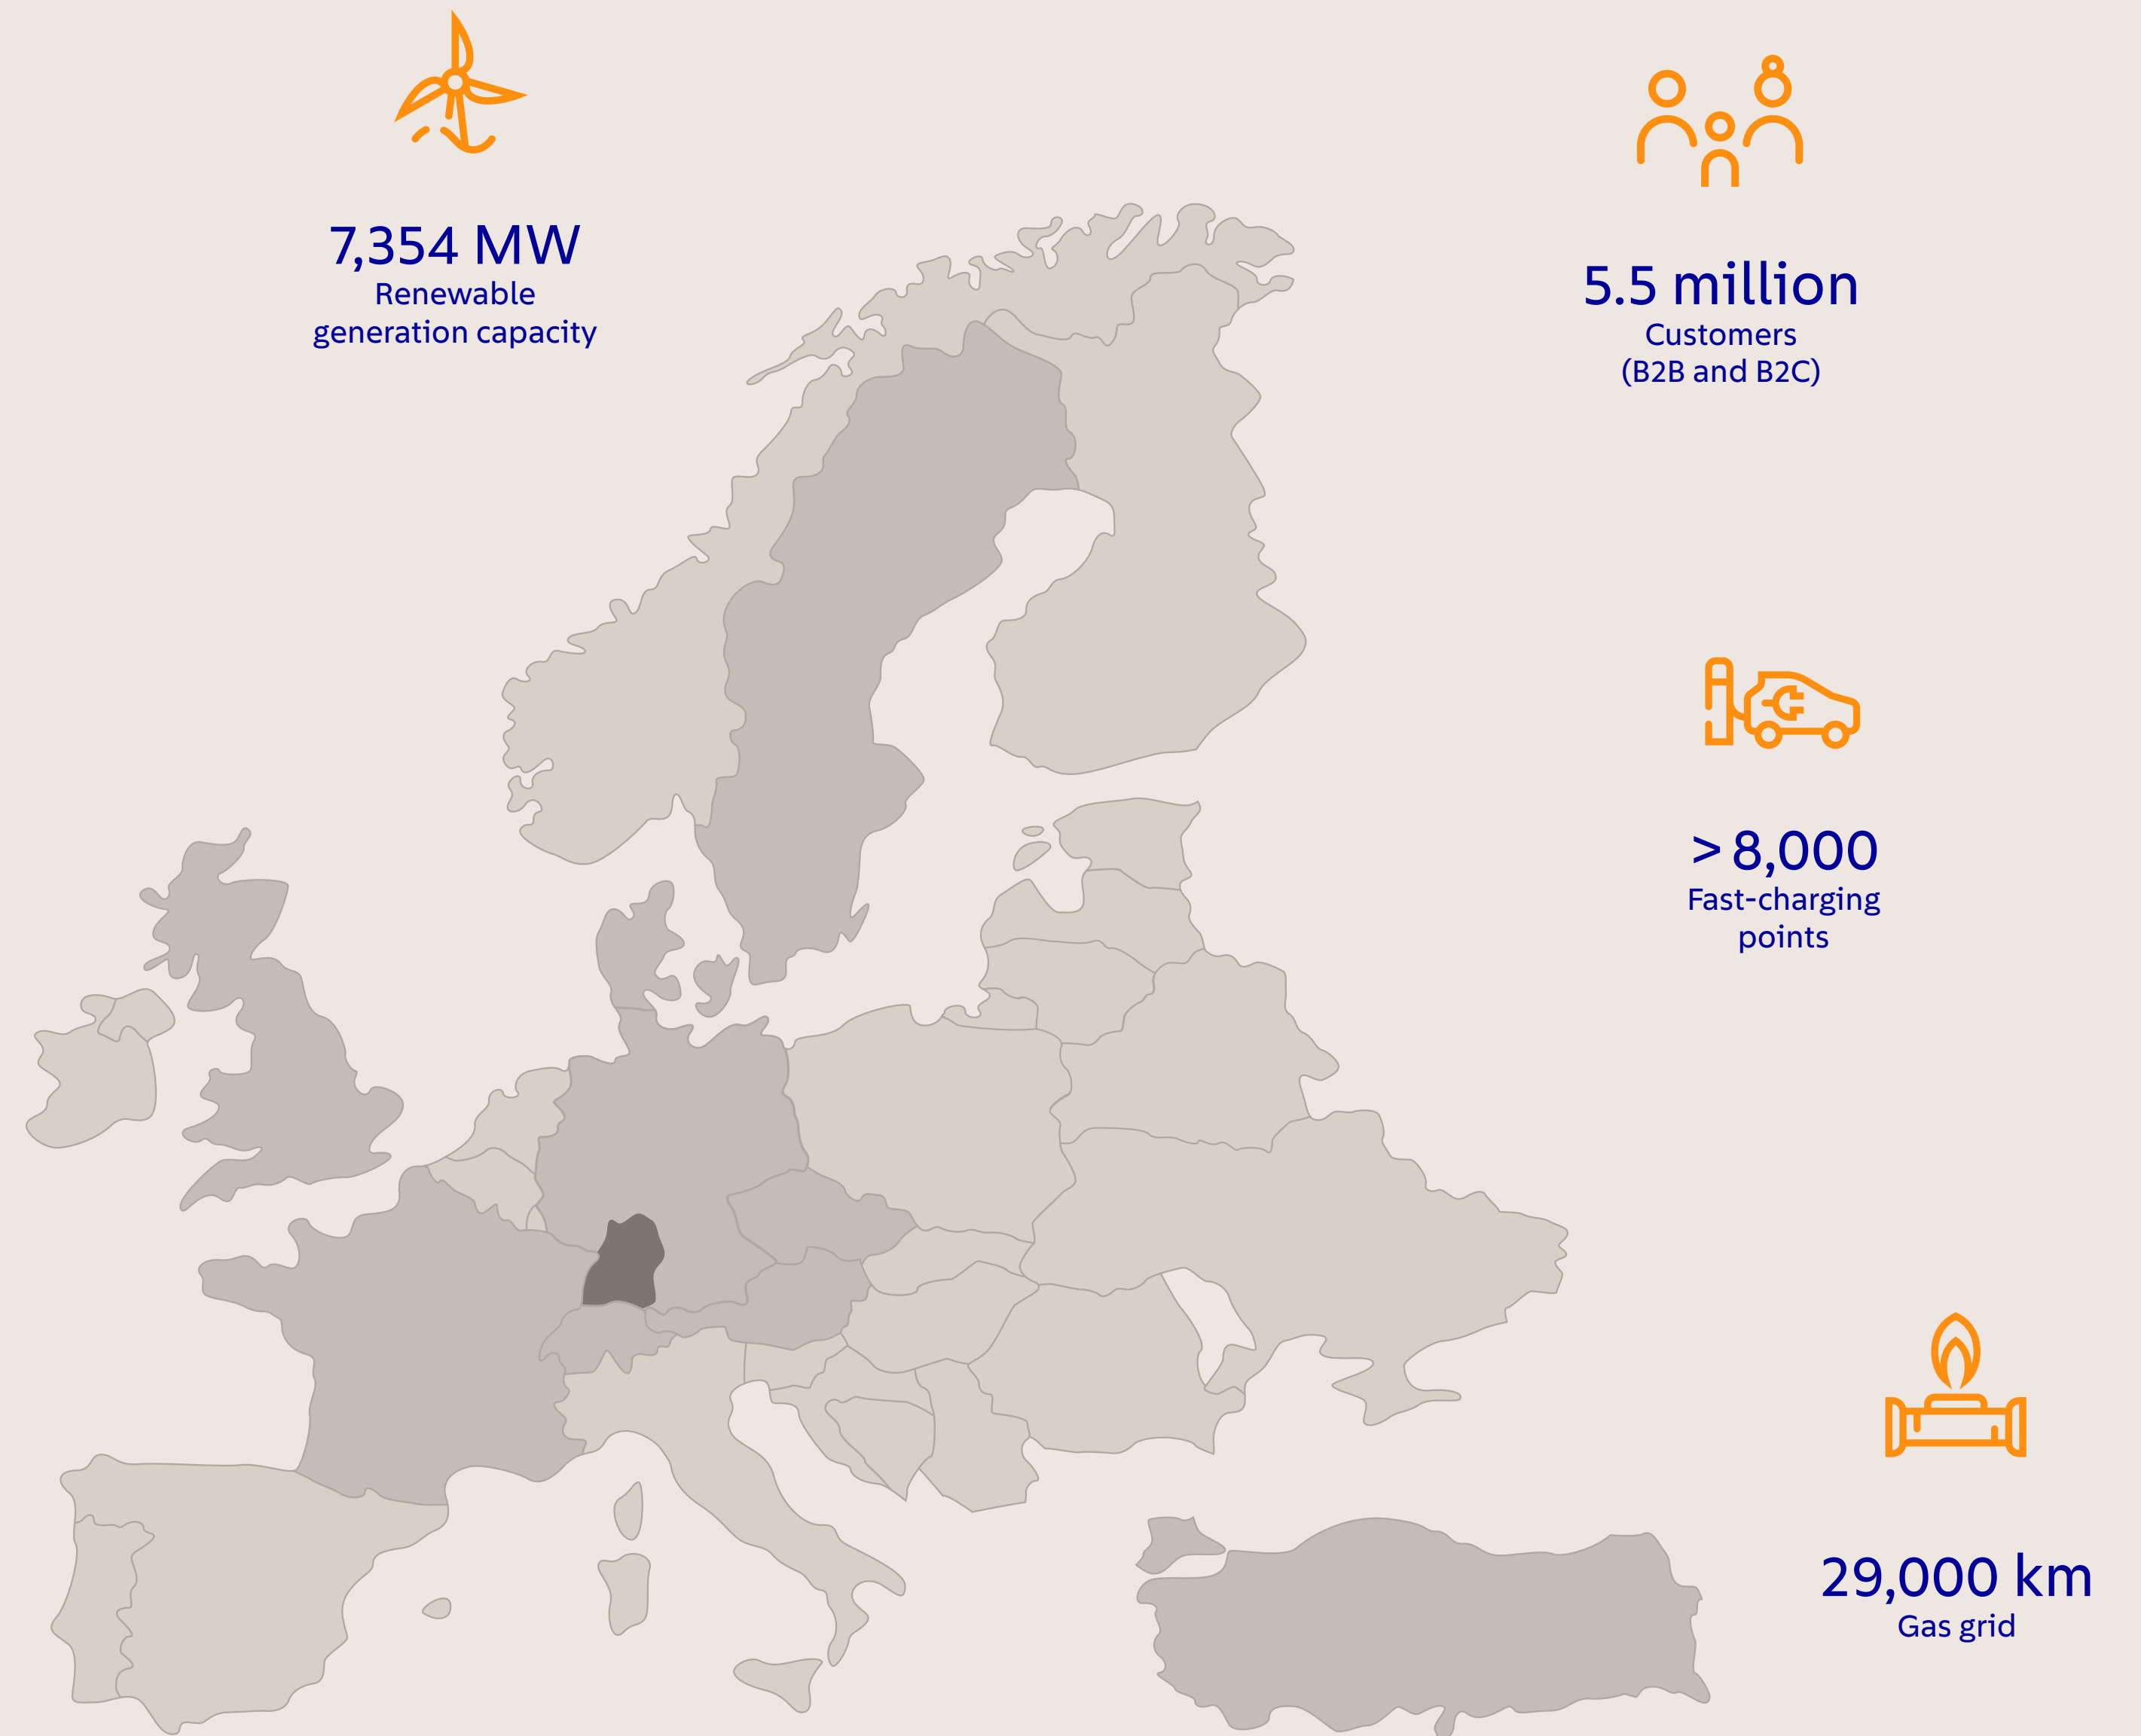 7,354 MW
Renewable
generation capacity
5.5 million
Customers
(B2B and B2C)
> 8,000
Fast-charging
points
29,000 km
Gas grid